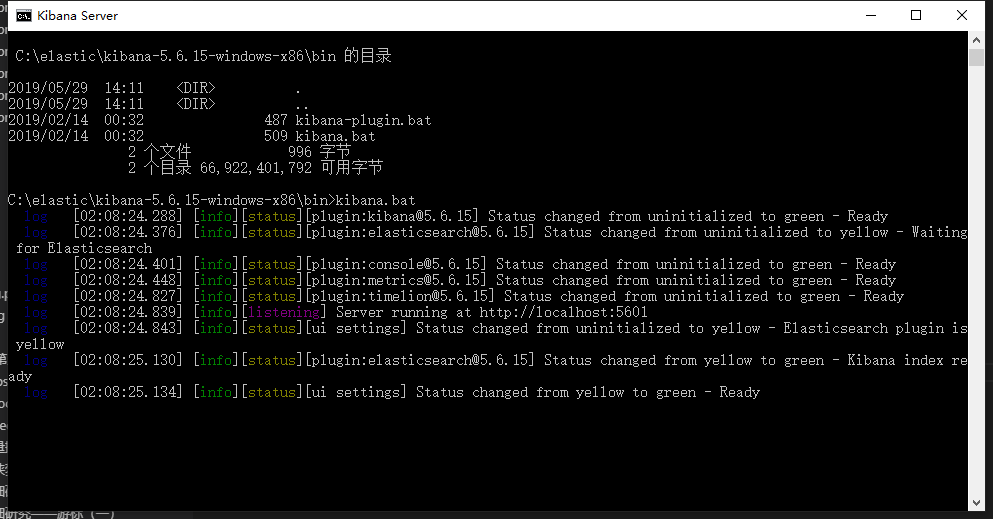 Kibana Server
C:\elastic\kibana-5.6.15-windows-x86\bin 的目录
2019/05/29  14:11    <DIR>          .
2019/05/29  14:11    <DIR>          ..
2019/02/14  00:32               487 kibana-plugin.bat
2019/02/14  00:32               509 kibana.bat
2 个文件            996 字节
2 个目录 66,922,401,792 可用字节
C:\elastic\kibana-5.6.15-windows-x86\bin>kibana.bat
log   [02:08:24.288] [info][status][plugin:kibana@5.6.15] Status changed from uninitialized to green - Ready
log   [02:08:24.376] [info][status][plugin:elasticsearch@5.6.15] Status changed from uninitialized to yellow - Waiting
for Elasticsearch
log   [02:08:24.401] [info][status][plugin:console@5.6.15] Status changed from uninitialized to green - Ready
log   [02:08:24.448] [info][status][plugin:metrics@5.6.15] Status changed from uninitialized to green - Ready
log   [02:08:24.827] [info][status][plugin:timelion@5.6.15] Status changed from uninitialized to green - Ready
log   [02:08:24.839] [info][listening] Server running at http://localhost:5601
log   [02:08:24.843] [info][status][ui settings] Status changed from uninitialized to yellow - Elasticsearch plugin is
yellow
log   [02:08:25.130] [info][status][plugin:elasticsearch@5.6.15] Status changed from yellow to green - Kibana index re
ady
log   [02:08:25.134] [info][status][ui settings] Status changed from yellow to green - Ready